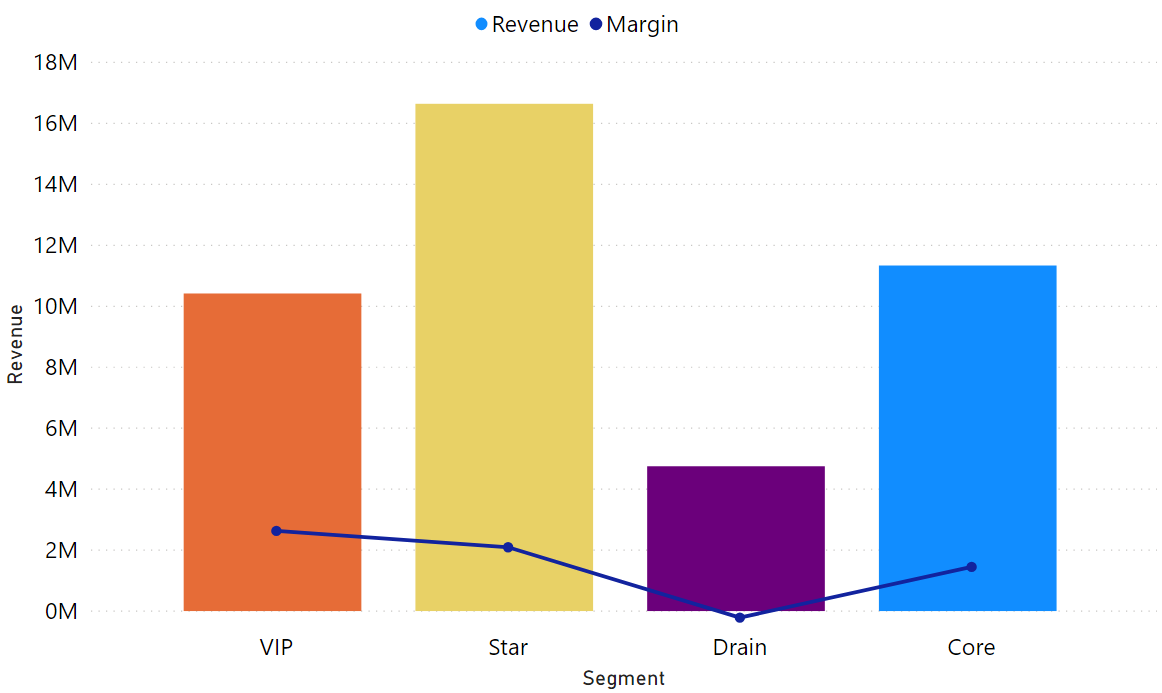 Revenue Margin
18M
16M
14M
12M
10M
8M
6M
4M
2M
0M
Revenue
VIP Star Drain Core
Segment